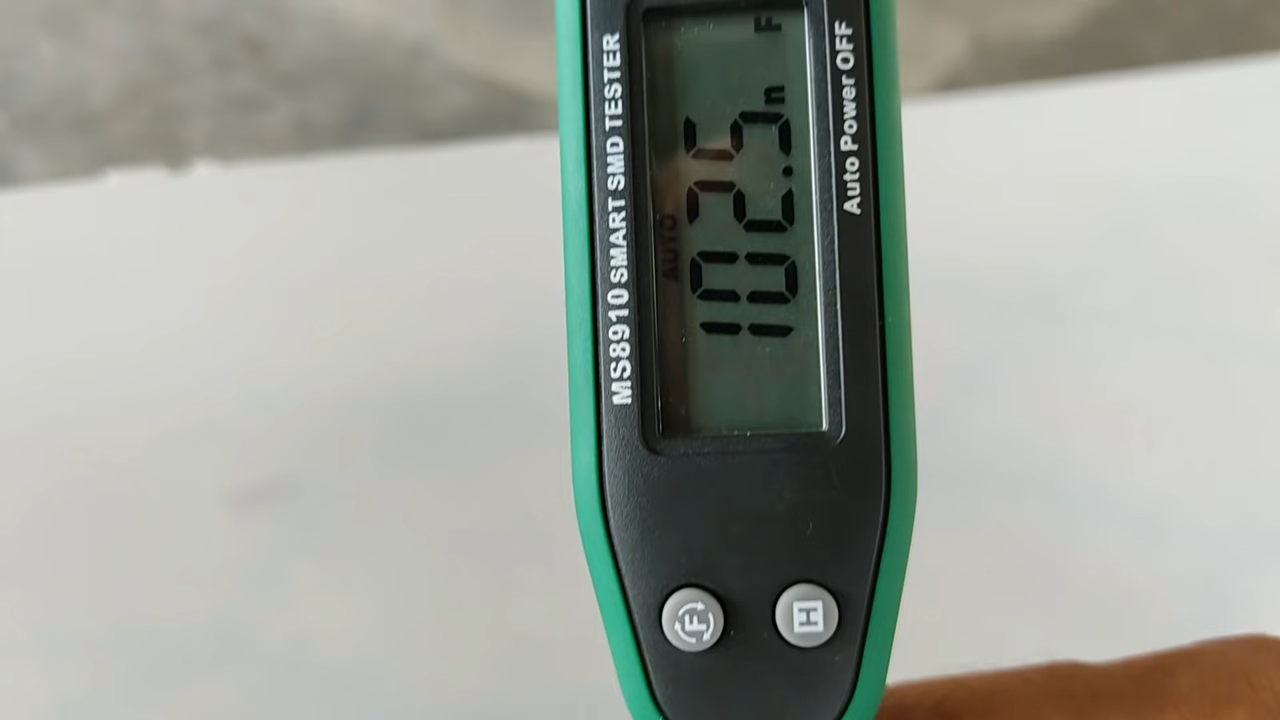 MS8910 SMART SMD TESTER
AUTO
102.5 n F
Auto Power OFF
F
H